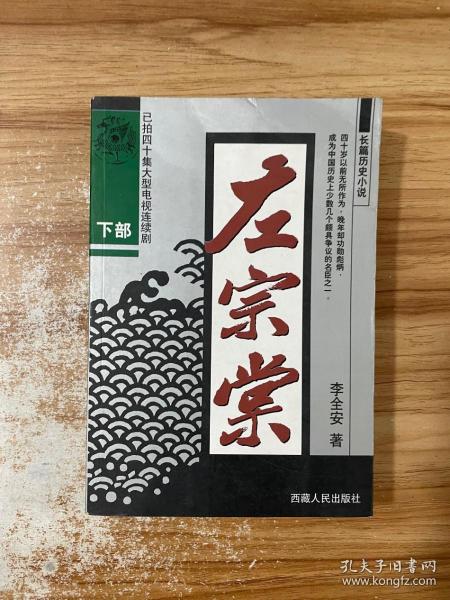 长篇历史小说
四十岁以前无所作为，晚年却功勋彪炳，
成为中国历史上少数几个颇具争议的名臣之一。
已拍四十集大型电视连续剧
下部
左宗棠
李全安 著
西藏人民出版社
孔夫子旧书网
www.kongfz.com